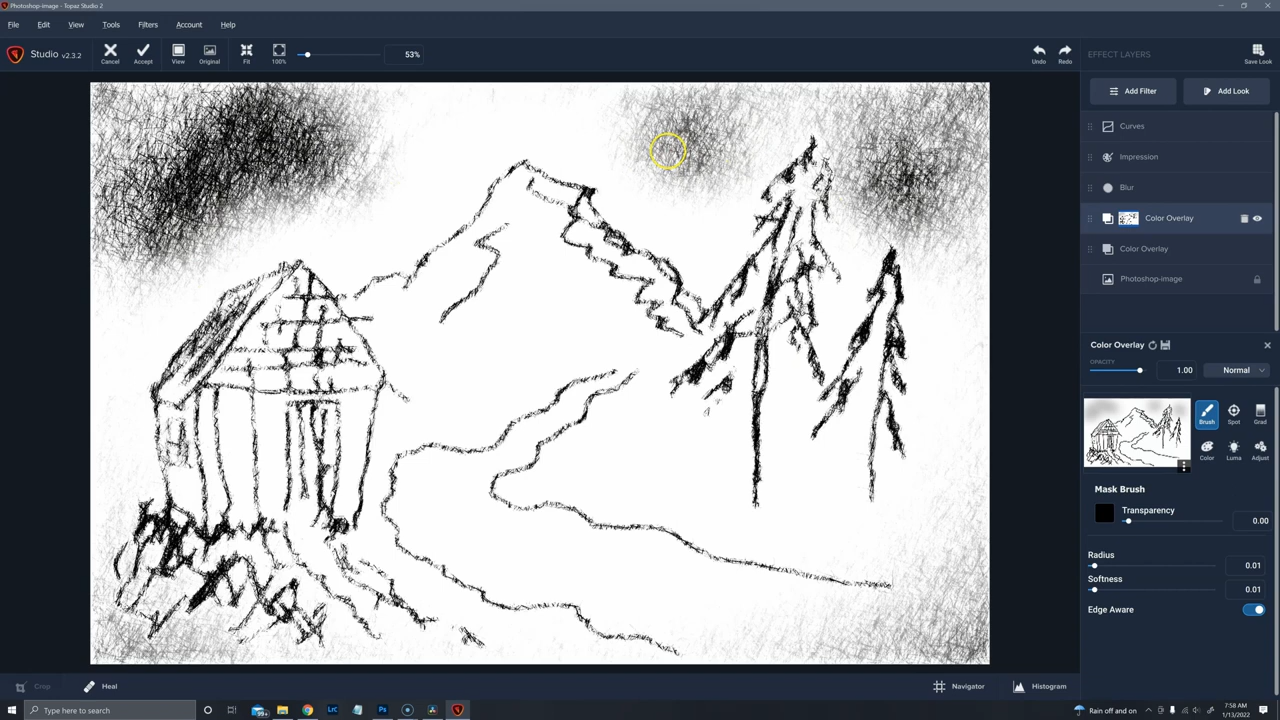 Photoshop-image - Topaz Studio 2
File Edit View Tools Filters Account Help
Studio v2.3.2
Cancel Accept View Original Fit 100% 53% Undo Redo
EFFECT LAYERS Save Look
Add Filter Add Look
Curves
Impression
Blur
Color Overlay
Color Overlay
Photoshop-image
Color Overlay
OPACITY 1.00 Normal
Brush Spot Grad
Color Luma Adjust
Mask Brush
Transparency
0.00
Radius
0.01
Softness
0.01
Edge Aware
Crop Heal Navigator Histogram
Type here to search
99+ LrC Ps
Rain off and on
7:58 AM
1/13/2022